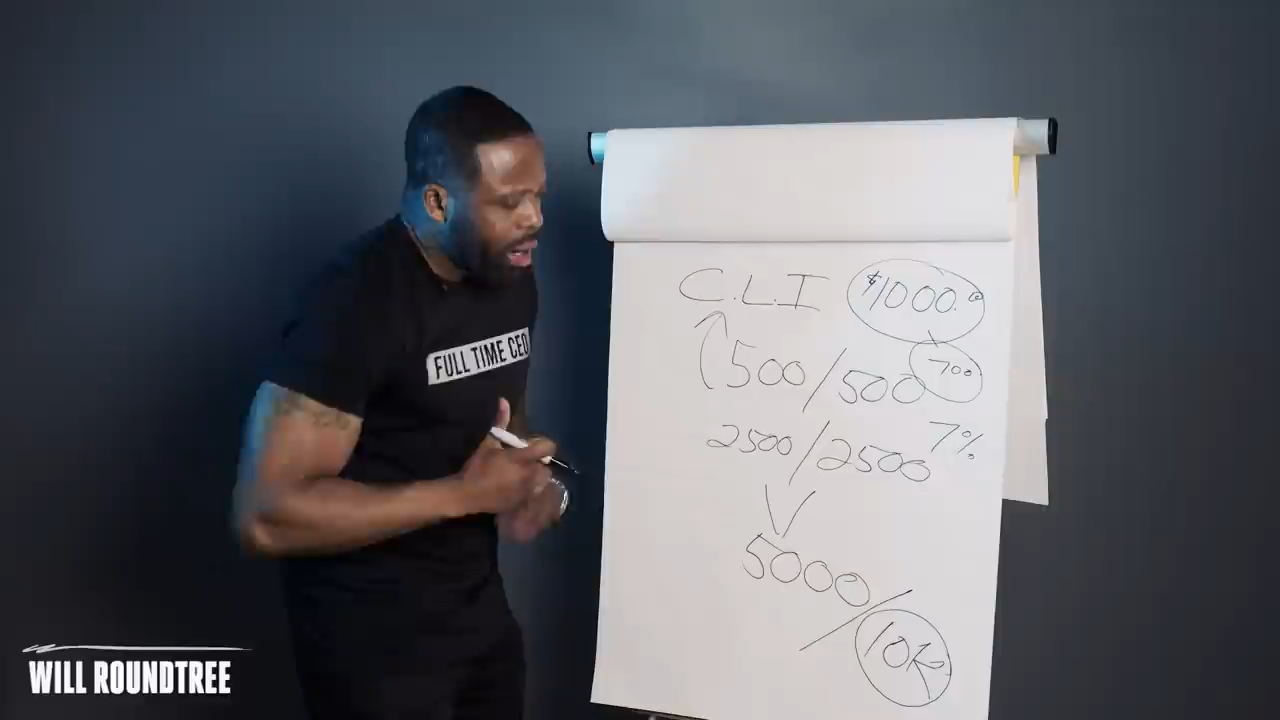 C.L.I $1000.00
500/500 700
2500/2500 7%
5000/10K
FULL TIME CEO
WILL ROUNDTREE